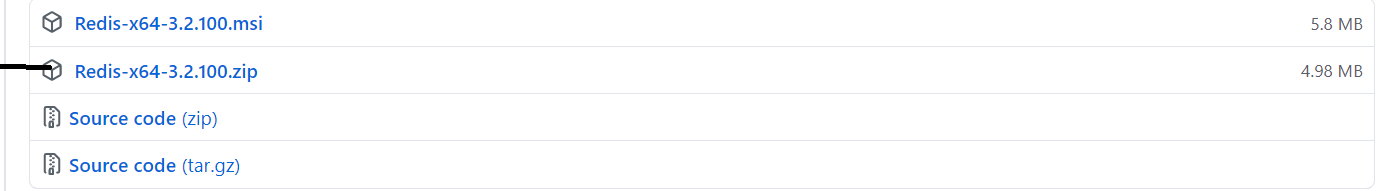 Redis-x64-3.2.100.msi 5.8 MB
Redis-x64-3.2.100.zip 4.98 MB
Source code (zip)
Source code (tar.gz)